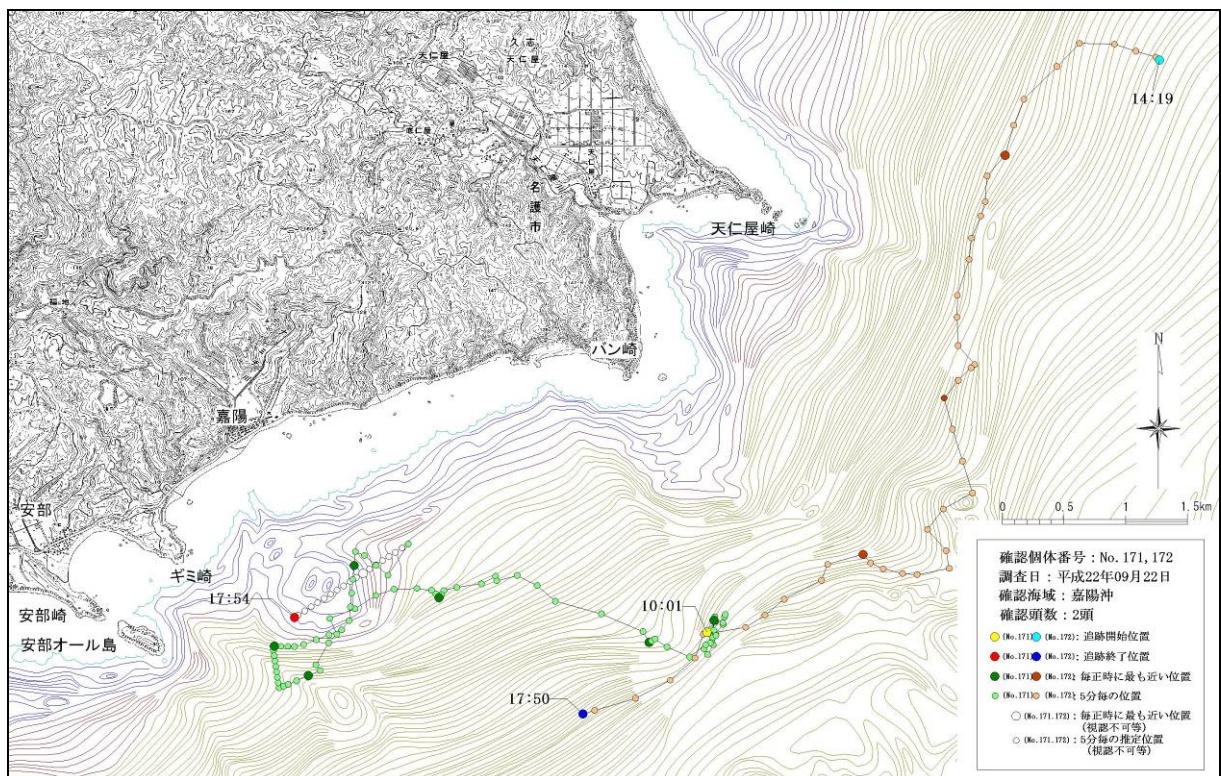 久志
天仁屋
天仁屋
底仁屋
天仁屋
名護市
14:19
天仁屋崎
バン崎
嘉陽
N
安部
ギミ崎
0 0.5 1 1.5km
17:54
10:01
安部崎
安部オール島
17:50
確認個体番号:No.171,172
調査日:平成22年09月22日
確認海域:嘉陽沖
確認頭数:2頭
(No.171) (No.172): 追跡開始位置
(No.171) (No.172): 追跡終了位置
(No.171) (No.172): 毎正時に最も近い位置
(No.171) (No.172): 5分毎の位置
(No.171.172): 毎正時に最も近い位置
(視認不可等)
(No.171.172): 5分毎の推定位置
(視認不可等)